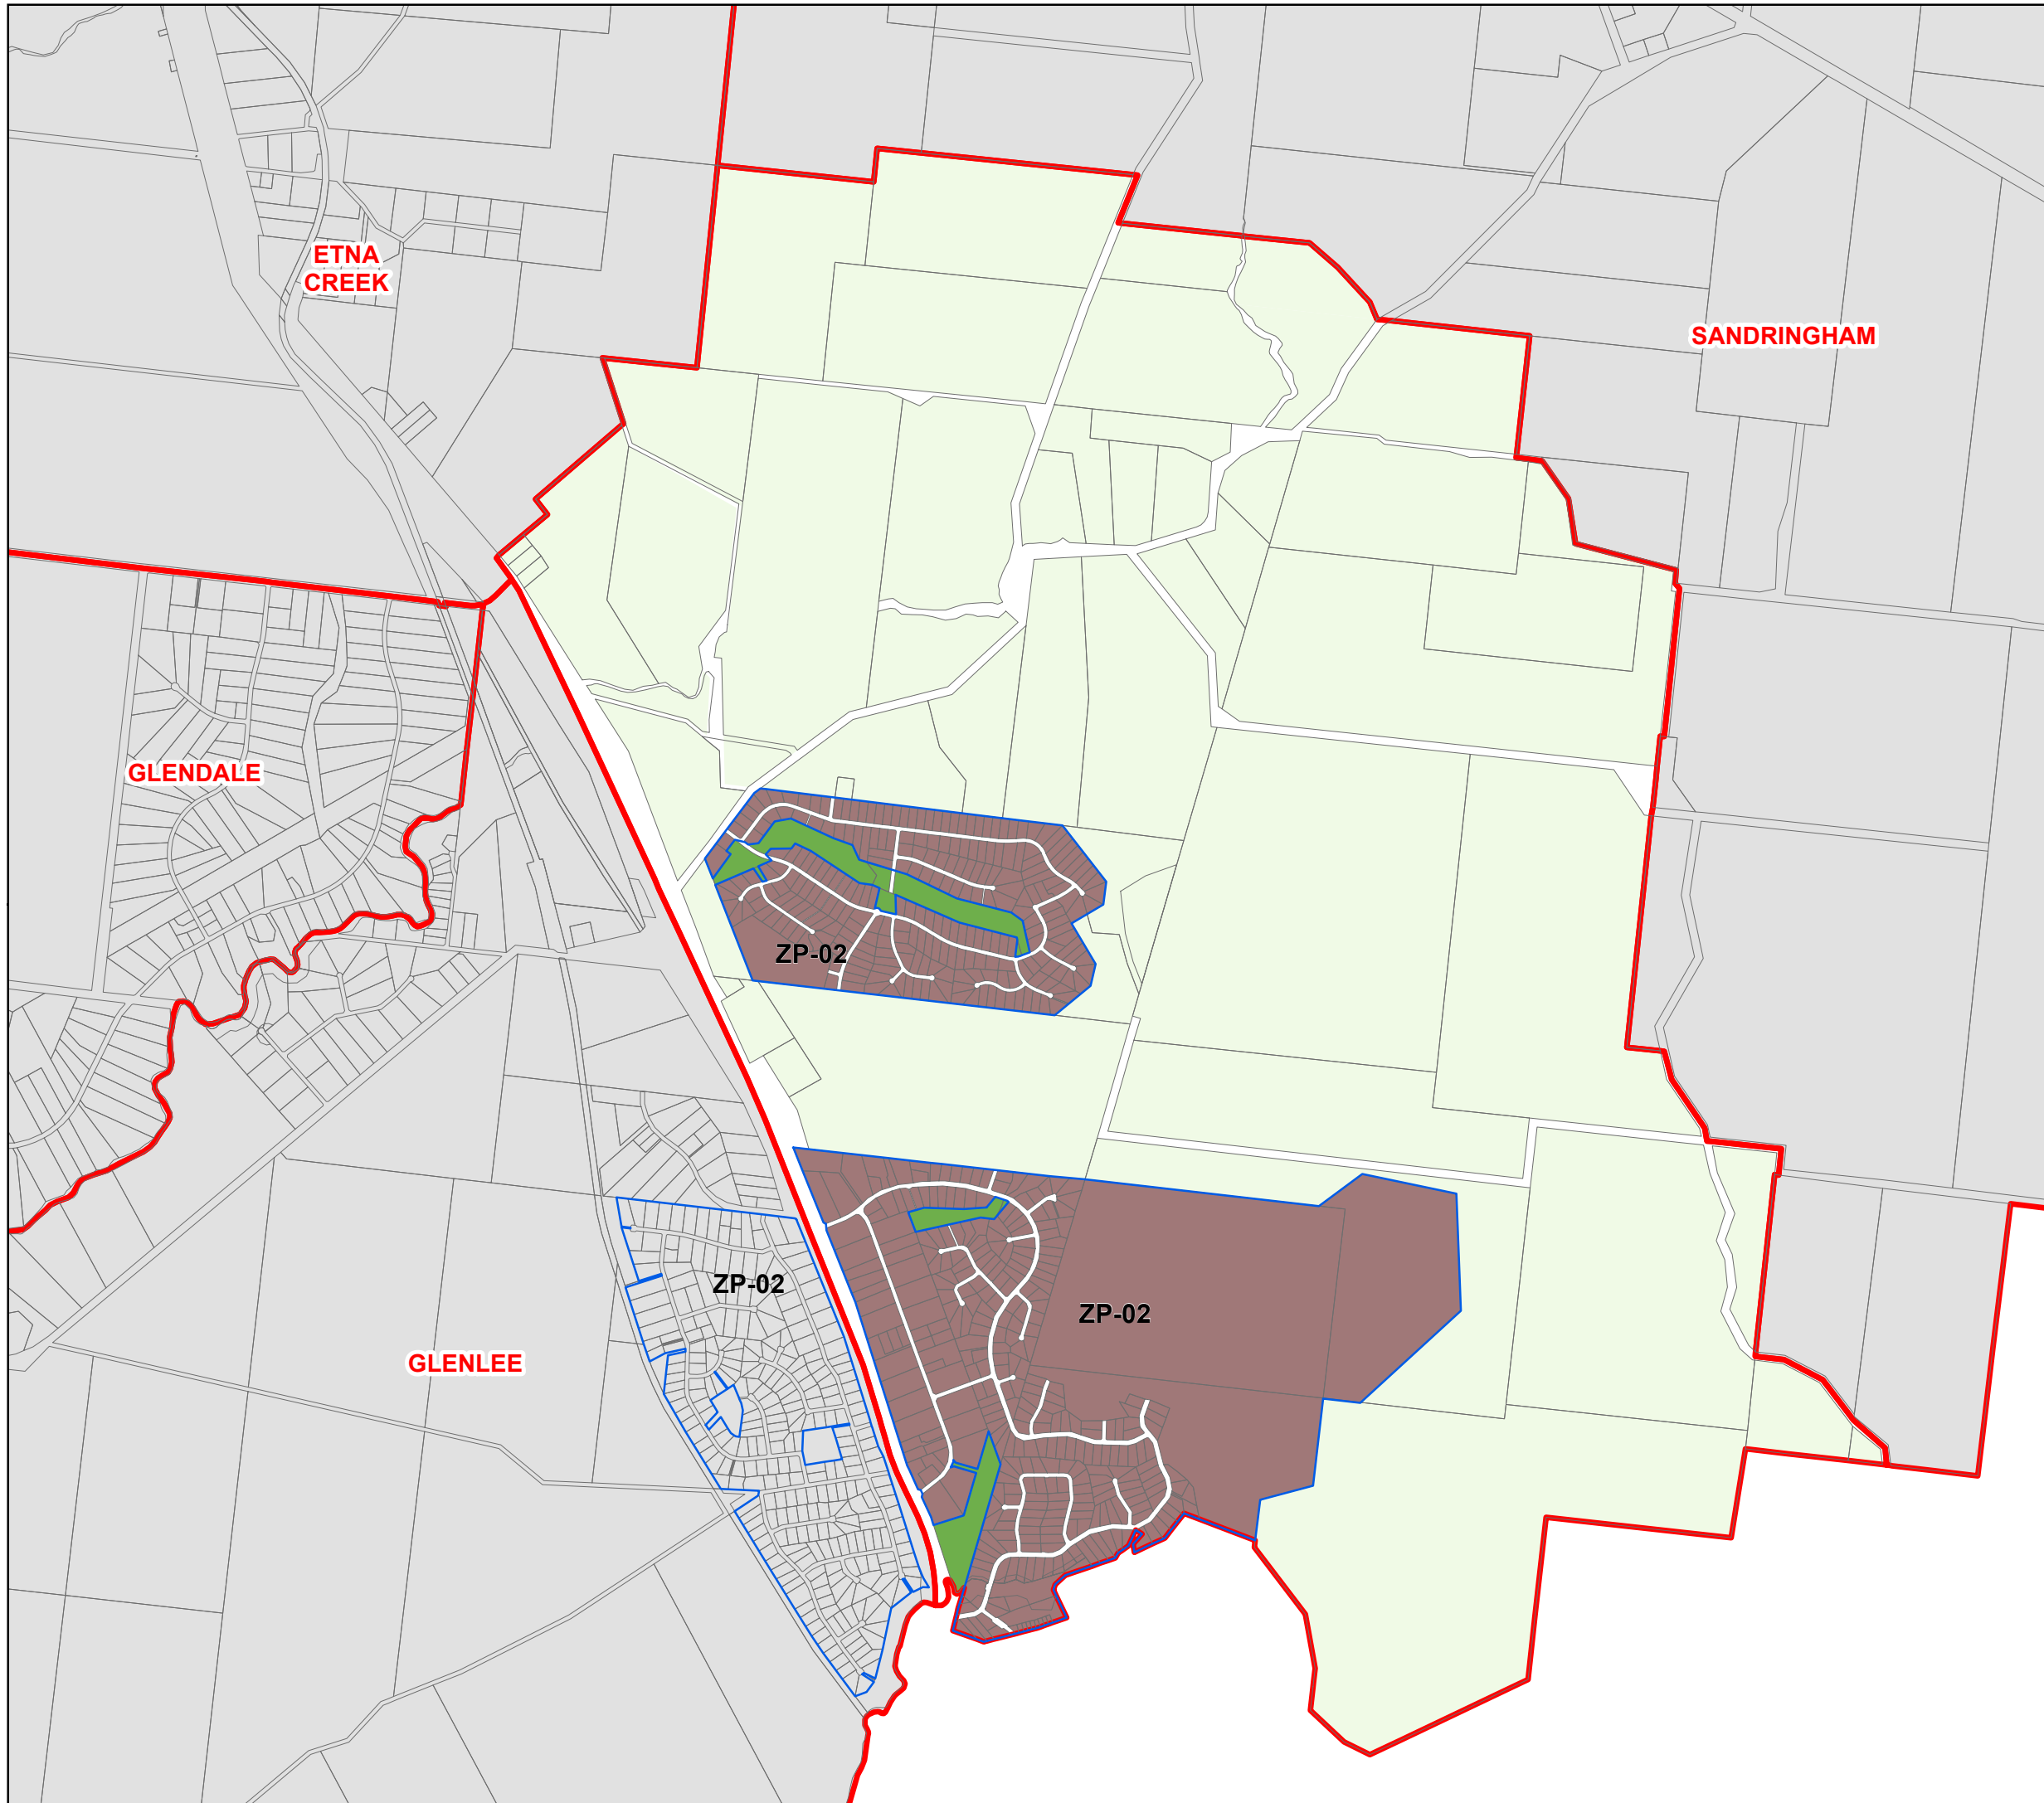 ETNA
CREEK
SANDRINGHAM
GLENDALE
ZP-02
ZP-02
ZP-02
GLENLEE